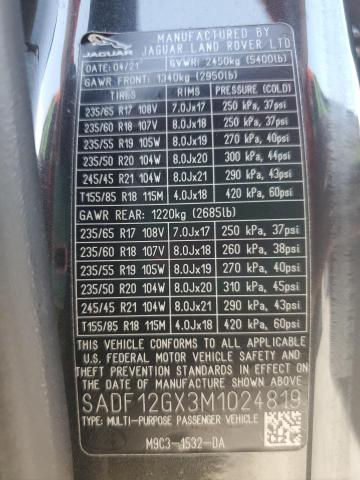 MANUFACTURED BY
JAGUAR LAND ROVER LTD
JAGUAR
DATE: 04/21 GVWR: 2450kg (5400lb)
GAWR FRONT: 1340kg (2950lb)
TIRES RIMS PRESSURE (COLD)
235/65 R17 108V 7.0Jx17 250 kPa, 37psi
235/60 R18 107V 8.0Jx18 250 kPa, 37psi
235/55 R19 105W 8.0Jx19 270 kPa, 40psi
235/50 R20 104W 8.0Jx20 300 kPa, 44psi
245/45 R21 104W 8.0Jx21 290 kPa, 43psi
T155/85 R18 115M 4.0Jx18 420 kPa, 60psi
GAWR REAR: 1220kg (2685lb)
235/65 R17 108V 7.0Jx17 250 kPa, 37psi
235/60 R18 107V 8.0Jx18 260 kPa, 38psi
235/55 R19 105W 8.0Jx19 270 kPa, 40psi
235/50 R20 104W 8.0Jx20 310 kPa, 45psi
245/45 R21 104W 8.0Jx21 290 kPa, 43psi
T155/85 R18 115M 4.0Jx18 420 kPa, 60psi
THIS VEHICLE CONFORMS TO ALL APPLICABLE
FEDERAL MOTOR VEHICLE SAFETY AND
THEFT PREVENTION STANDARDS IN EFFECT
ON THE DATE OF MANUFACTURE SHOWN ABOVE
SADF12GX3M1024819
TYPE: MULTI-PURPOSE PASSENGER VEHICLE
M9C3-1532-DA